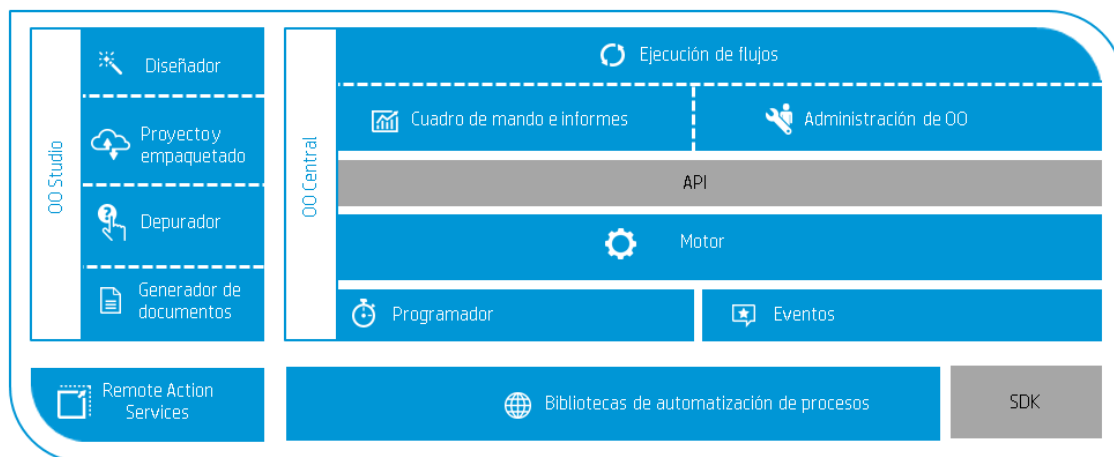 OO Studio
Diseñador
Proyecto y
empaquetado
Depurador
Generador de
documentos
OO Central
Ejecución de flujos
Cuadro de mando e informes
Administración de OO
API
Motor
Programador
Eventos
Remote Action
Services
Bibliotecas de automatización de procesos
SDK